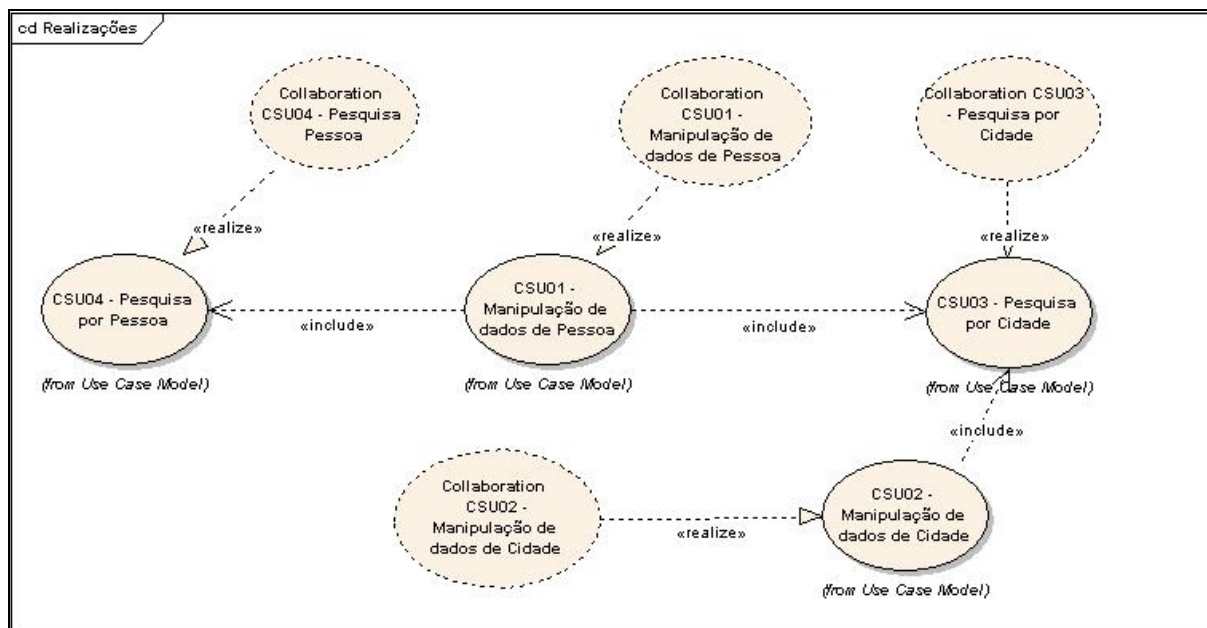 cd Realizações
Collaboration
CSU04 - Pesquisa
Pessoa
Collaboration
CSU01 -
Manipulação de
dados de Pessoa
Collaboration CSU03
- Pesquisa por
Cidade
«realize»
«realize»
«realize»
CSU04 - Pesquisa
por Pessoa
(from Use Case Model)
«include»
CSU01 -
Manipulação de
dados de Pessoa
(from Use Case Model)
«include»
CSU03 - Pesquisa
por Cidade
(from Use Case Model)
«include»
Collaboration
CSU02 -
Manipulação de
dados de Cidade
«realize»
CSU02 -
Manipulação de
dados de Cidade
(from Use Case Model)